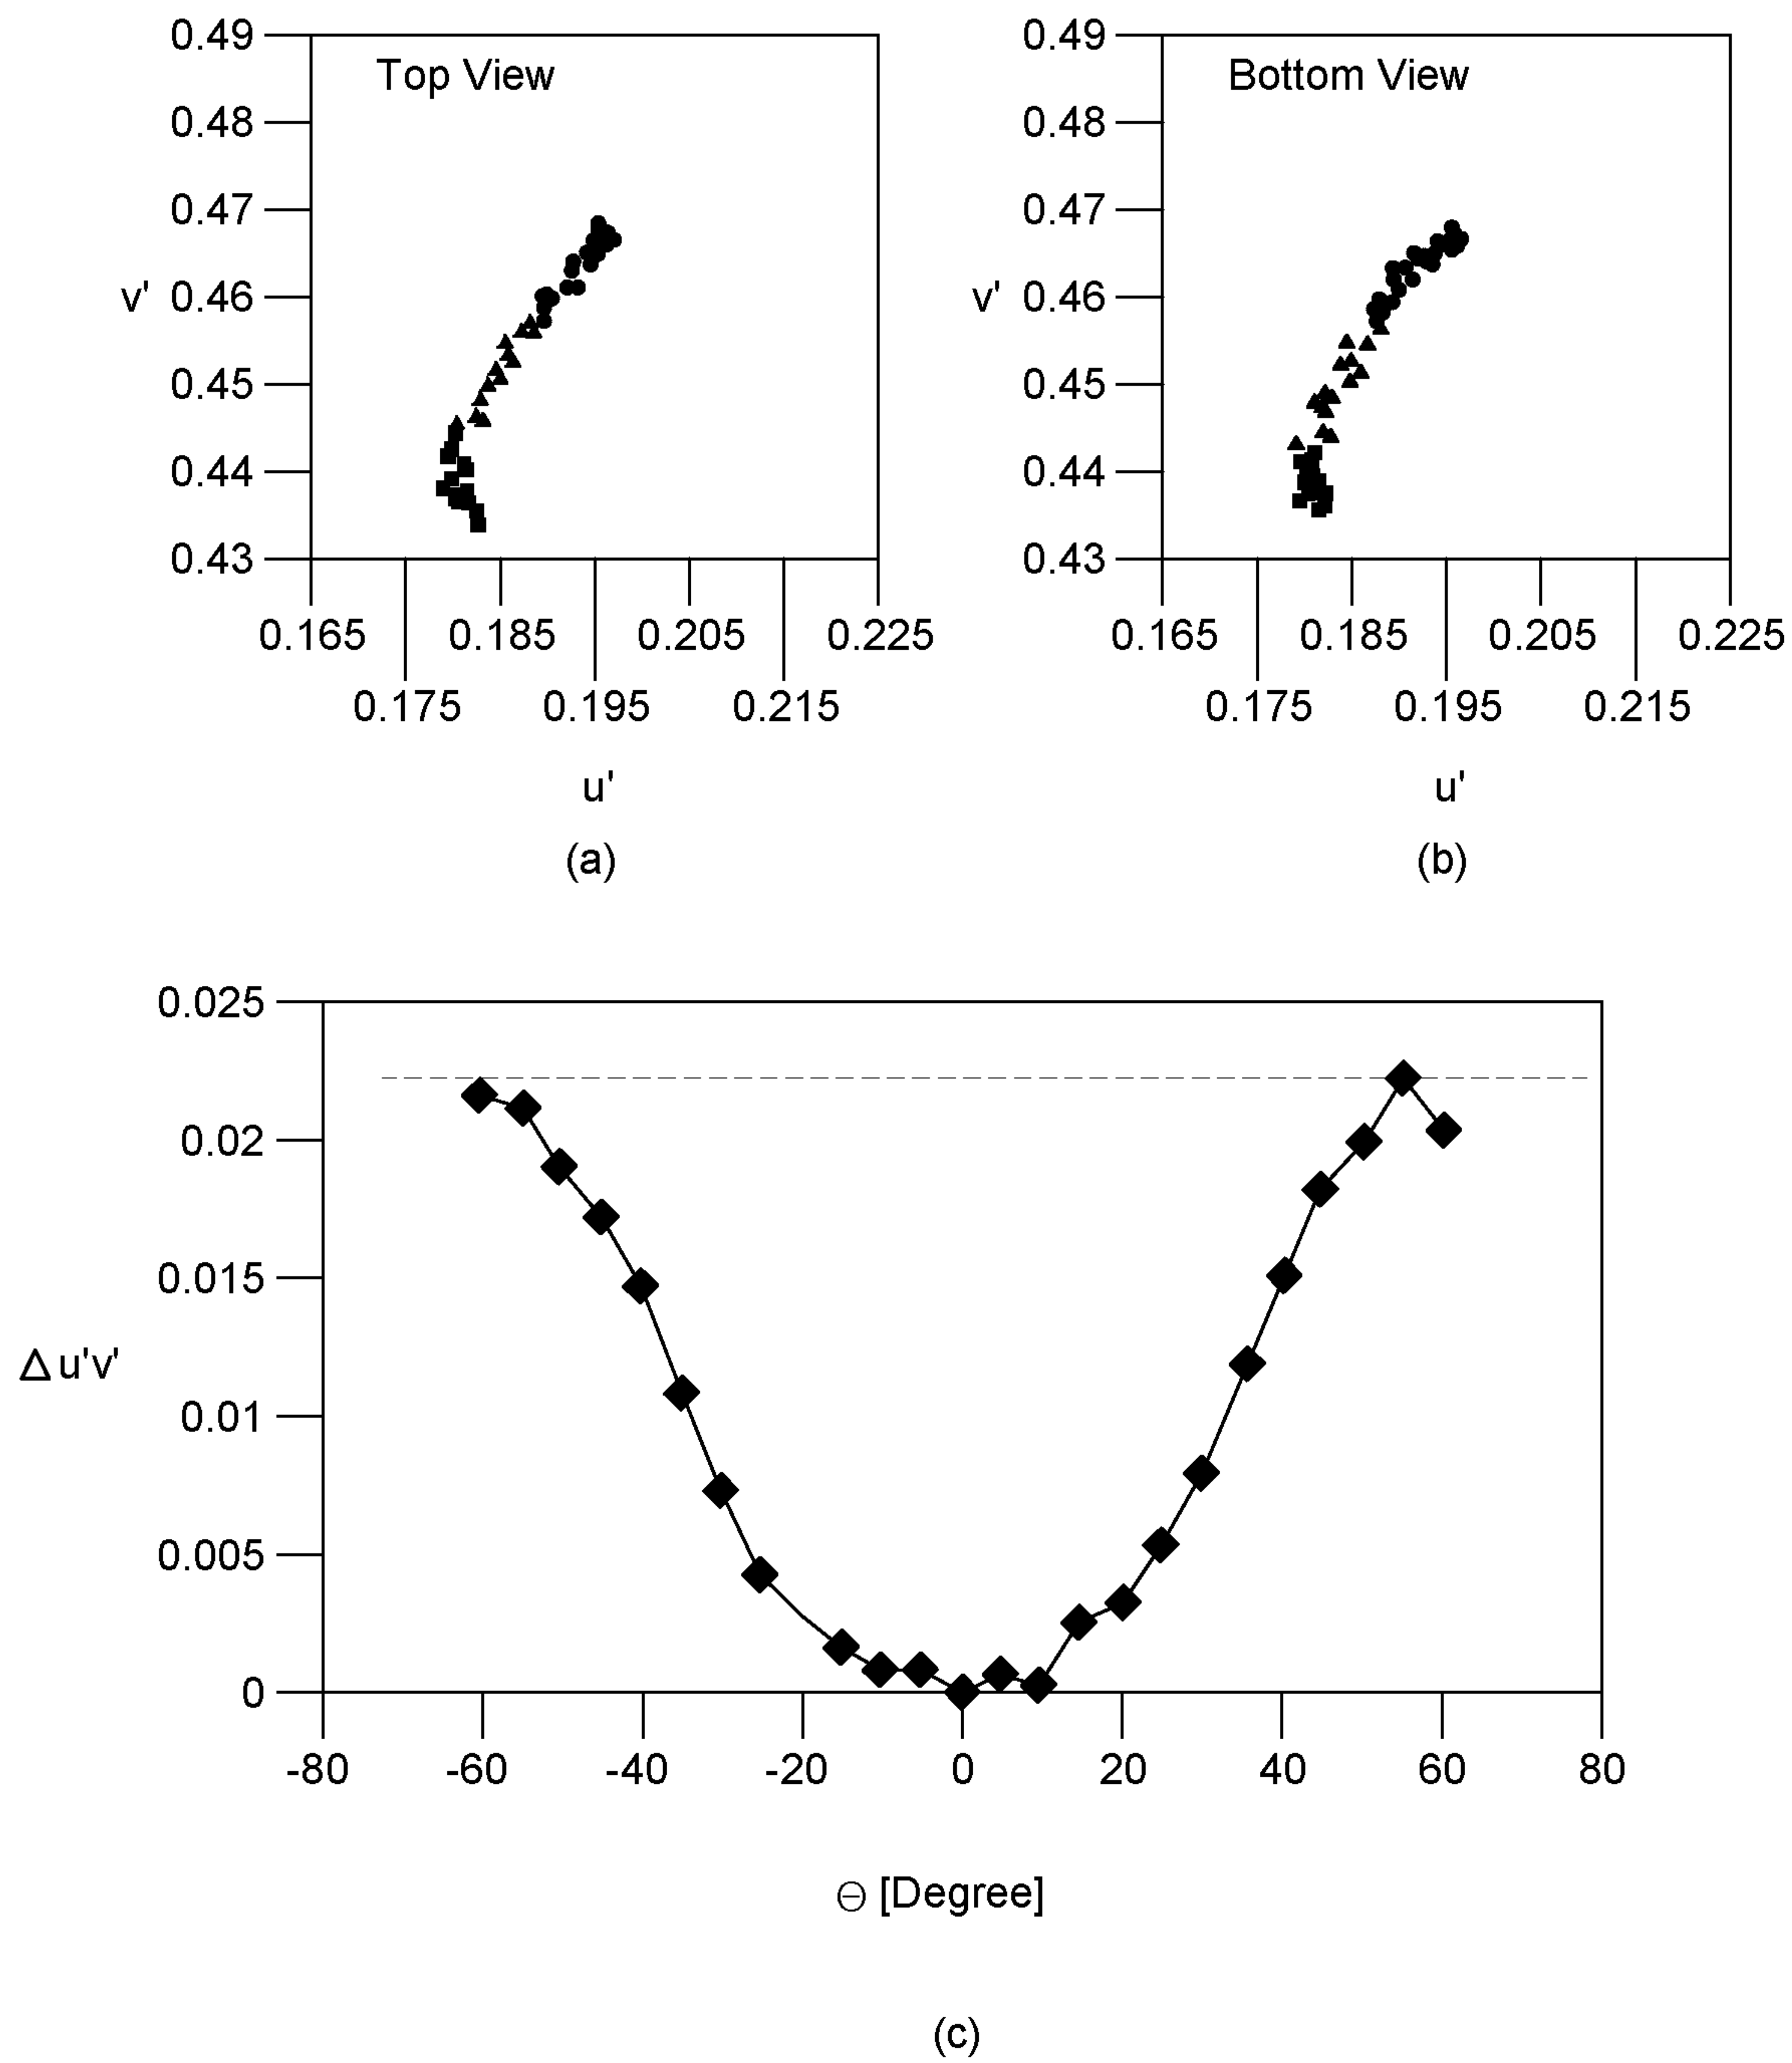 0.49
Top View
0.48
0.47
v' 0.46
0.45
0.44
0.43
0.165 0.185 0.205 0.225
0.175 0.195 0.215
u'
(a)
0.49
Bottom View
0.48
0.47
v' 0.46
0.45
0.44
0.43
0.165 0.185 0.205 0.225
0.175 0.195 0.215
u'
(b)
0.025
0.02
0.015
Δu'v'
0.01
0.005
0
-80 -60 -40 -20 0 20 40 60 80
Θ [Degree]
(c)